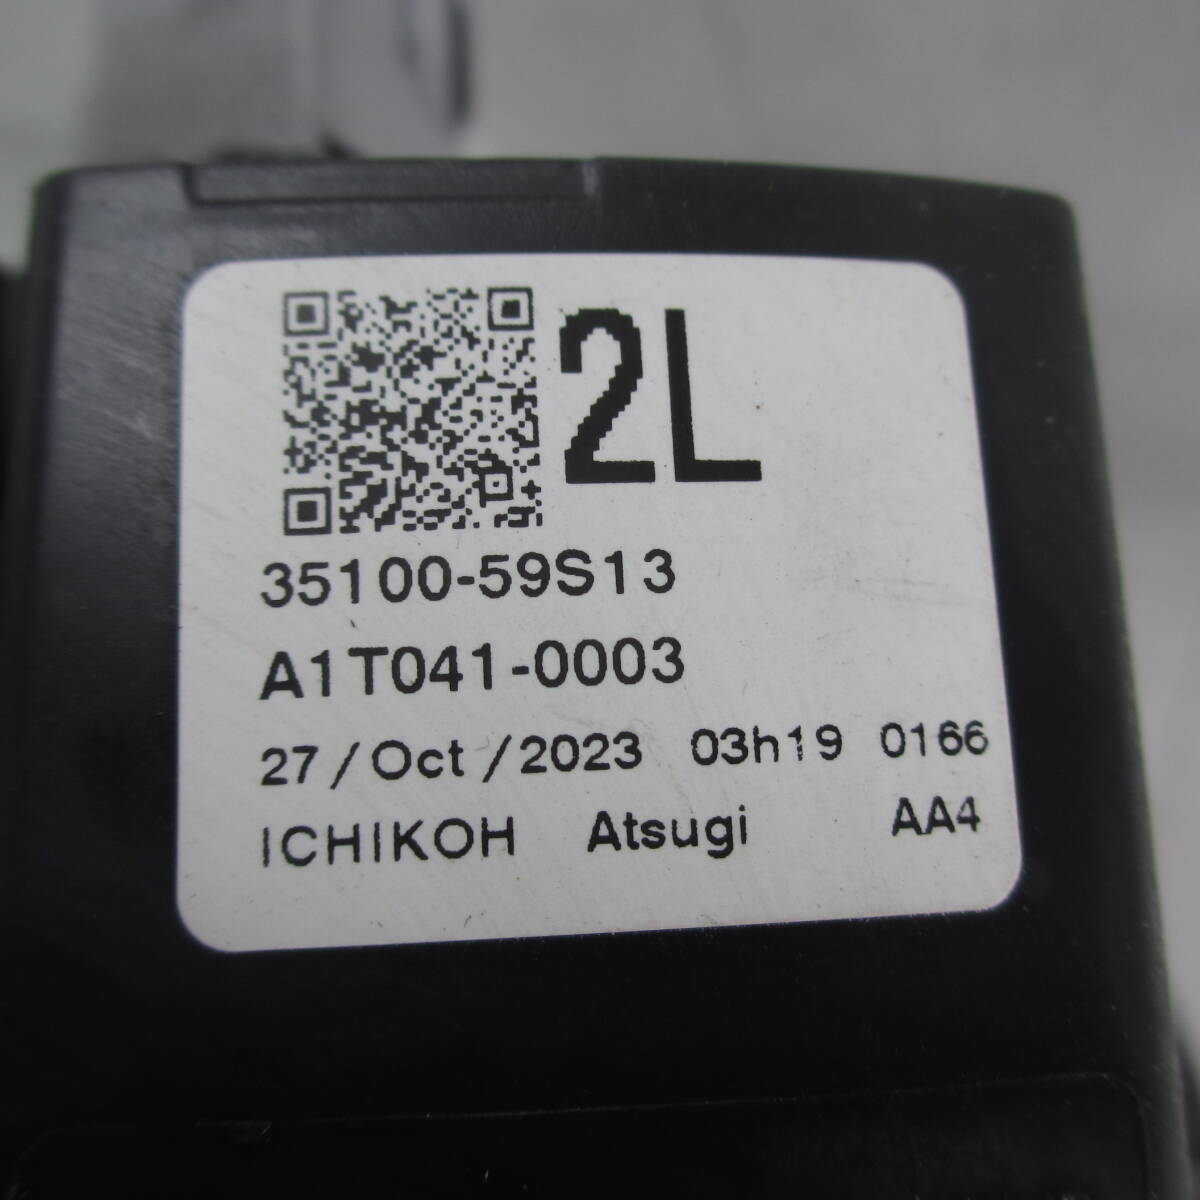 2L
35100-59S13
A1T041-0003
27/Oct/2023 03h19 0166
ICHIKOH Atsugi AA4